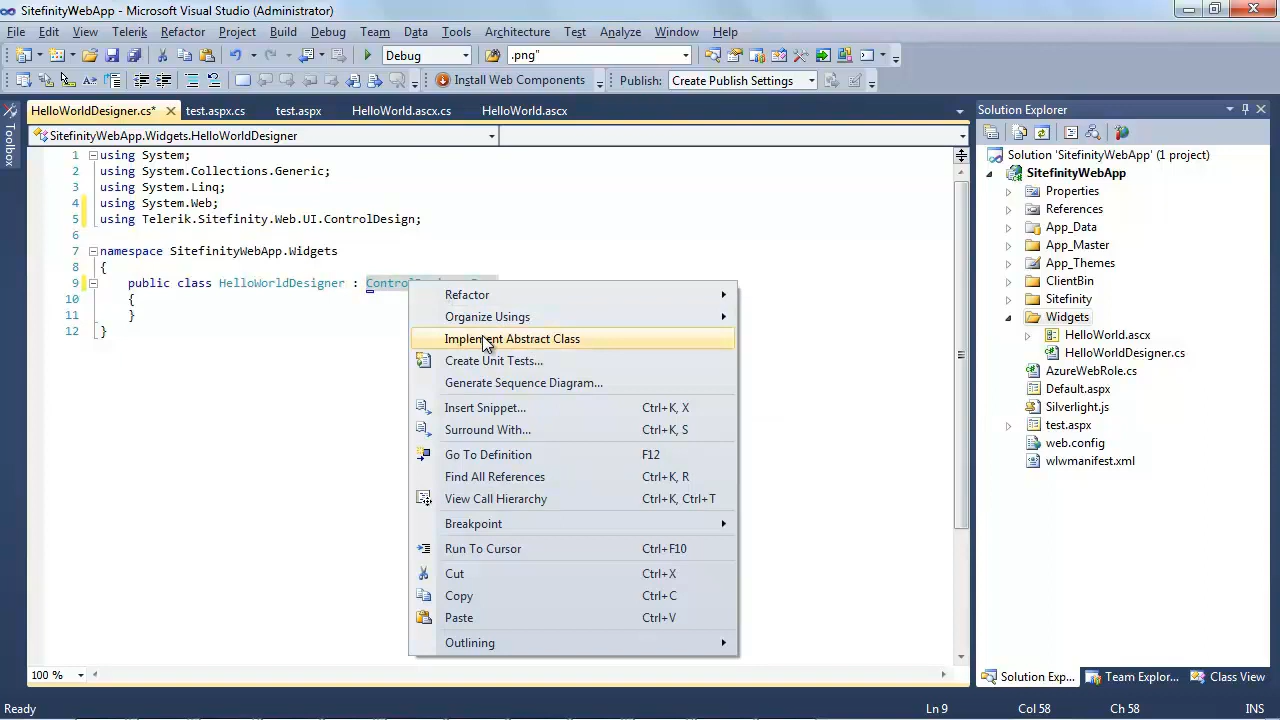 SitefinityWebApp - Microsoft Visual Studio (Administrator)
File Edit View Telerik Refactor Project Build Debug Team Data Tools Architecture Test Analyze Window Help
Debug .png"
Install Web Components Publish: Create Publish Settings
HelloWorldDesigner.cs* test.aspx.cs test.aspx HelloWorld.ascx.cs HelloWorld.ascx
Toolbox
SitefinityWebApp.Widgets.HelloWorldDesigner
1 using System;
2 using System.Collections.Generic;
3 using System.Linq;
4 using System.Web;
5 using Telerik.Sitefinity.Web.UI.ControlDesign;
6
7 namespace SitefinityWebApp.Widgets
8 {
9 public class HelloWorldDesigner :
10 {
11 }
12 }
Refactor
Organize Usings
Implement Abstract Class
Create Unit Tests...
Generate Sequence Diagram...
Insert Snippet... Ctrl+K, X
Surround With... Ctrl+K, S
Go To Definition F12
Find All References Ctrl+K, R
View Call Hierarchy Ctrl+K, Ctrl+T
Breakpoint
Run To Cursor Ctrl+F10
Cut Ctrl+X
Copy Ctrl+C
Paste Ctrl+V
Outlining
100 %
Solution Explorer
Solution 'SitefinityWebApp' (1 project)
SitefinityWebApp
Properties
References
App_Data
App_Master
App_Themes
ClientBin
Sitefinity
Widgets
HelloWorld.ascx
HelloWorldDesigner.cs
AzureWebRole.cs
Default.aspx
Silverlight.js
test.aspx
web.config
wlwmanifest.xml
Solution Exp... Team Explor... Class View
Ready Ln 9 Col 58 Ch 58 INS